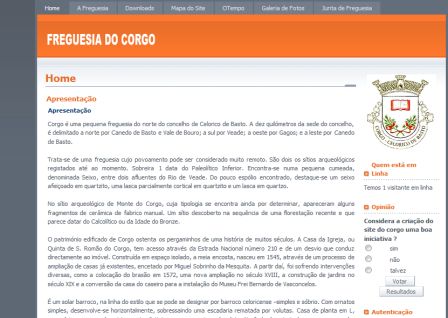 Home
A Freguesia
Downloads
Mapa do Site
OTempo
Galeria de Fotos
Junta de Freguesia
FREGUESIA DO CORGO
Home
Apresentação
Apresentação
Corgo é uma pequena freguesia do norte do concelho de Celorico de Basto. A dez quilómetros da sede do concelho,
é delimitado a norte por Canedo de Basto e Vale de Bouro; a sul por Veade; a oeste por Gagos; e a leste por Canedo
de Basto.
Trata-se de uma freguesia cujo povoamento pode ser considerado muito remoto. São dois os sítios arqueológicos
registados até ao momento. Sobreira 1 data do Paleolítico Inferior. Encontra-se numa pequena cumeada,
denominada Seixo, entre dois afluentes do Rio de Veade. Do pouco espólio encontrado, destaque-se um seixo
afeiçoado em quartzito, uma lasca parcialmente cortical em quartzito e um lasca em quartzo.
No sítio arqueológico de Monte do Corgo, cuja tipologia se encontra ainda por determinar, apareceram alguns
fragmentos de cerâmica de fabrico manual. Um sítio descoberto na sequência de uma florestação recente e que
parece datar do Calcolítico ou da Idade do Bronze.
O património edificado de Corgo ostenta os pergaminhos de uma história de muitos séculos. A Casa da Igreja, ou
Quinta de S. Romão do Corgo, tem acesso através da Estrada Nacional número 210 e de um desvio que conduz
directamente ao imóvel. Construída em espaço isolado, a meia encosta, nasceu em 1545, através de um processo de
ampliação de casas já existentes, encetado por Miguel Sobrinho da Mesquita. A partir daí, foi sofrendo intervenções
diversas, como a colocação do brasão em 1572, uma nova ampliação no século XVIII, a construção de jardins no
século XIX e a conversão da casa do caseiro para a instalação do Museu Frei Bernardo de Vasconcelos.
É um solar barroco, na linha do estilo que se pode se designar por barroco celoricense -simples e sóbrio. Com ornatos
simples, desenvolve-se horizontalmente, sobressaindo uma escadaria rematada por volutas. Casa de planta em L,
CORGO - CELORICO DE BASTO
Quem está em
Linha
Temos 1 visitante em linha
Opinião
Considera a criação do
site do corgo uma boa
iniciativa ?
sim
não
talvez
Votar
Resultados
Autenticação